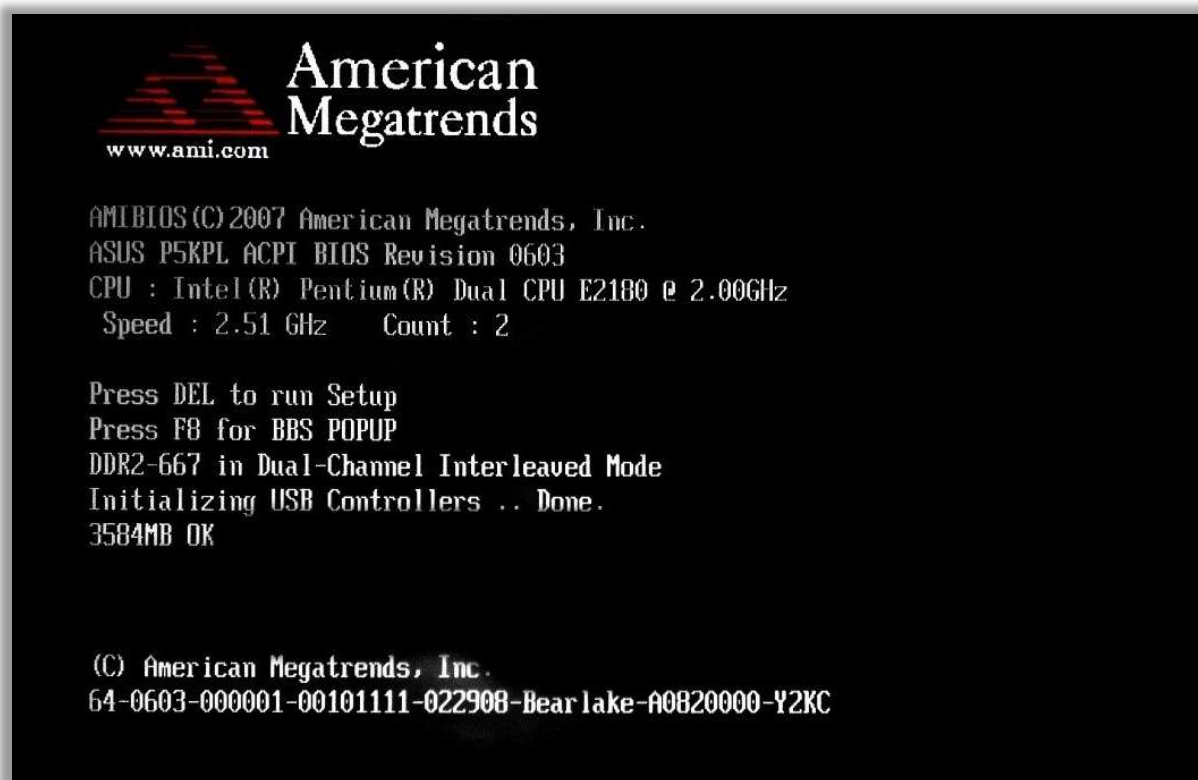 American
Megatrends
www.ami.com
AMIBIOS(C)2007 American Megatrends, Inc.
ASUS P5KPL ACPI BIOS Revision 0603
CPU : Intel(R) Pentium(R) Dual CPU E2180 @ 2.00GHz
Speed : 2.51 GHz Count : 2
Press DEL to run Setup
Press F8 for BBS POPUP
DDR2-667 in Dual-Channel Interleaved Mode
Initializing USB Controllers .. Done.
3584MB OK
(C) American Megatrends, Inc.
64-0603-000001-00101111-022908-Bearlake-A0820000-Y2KC